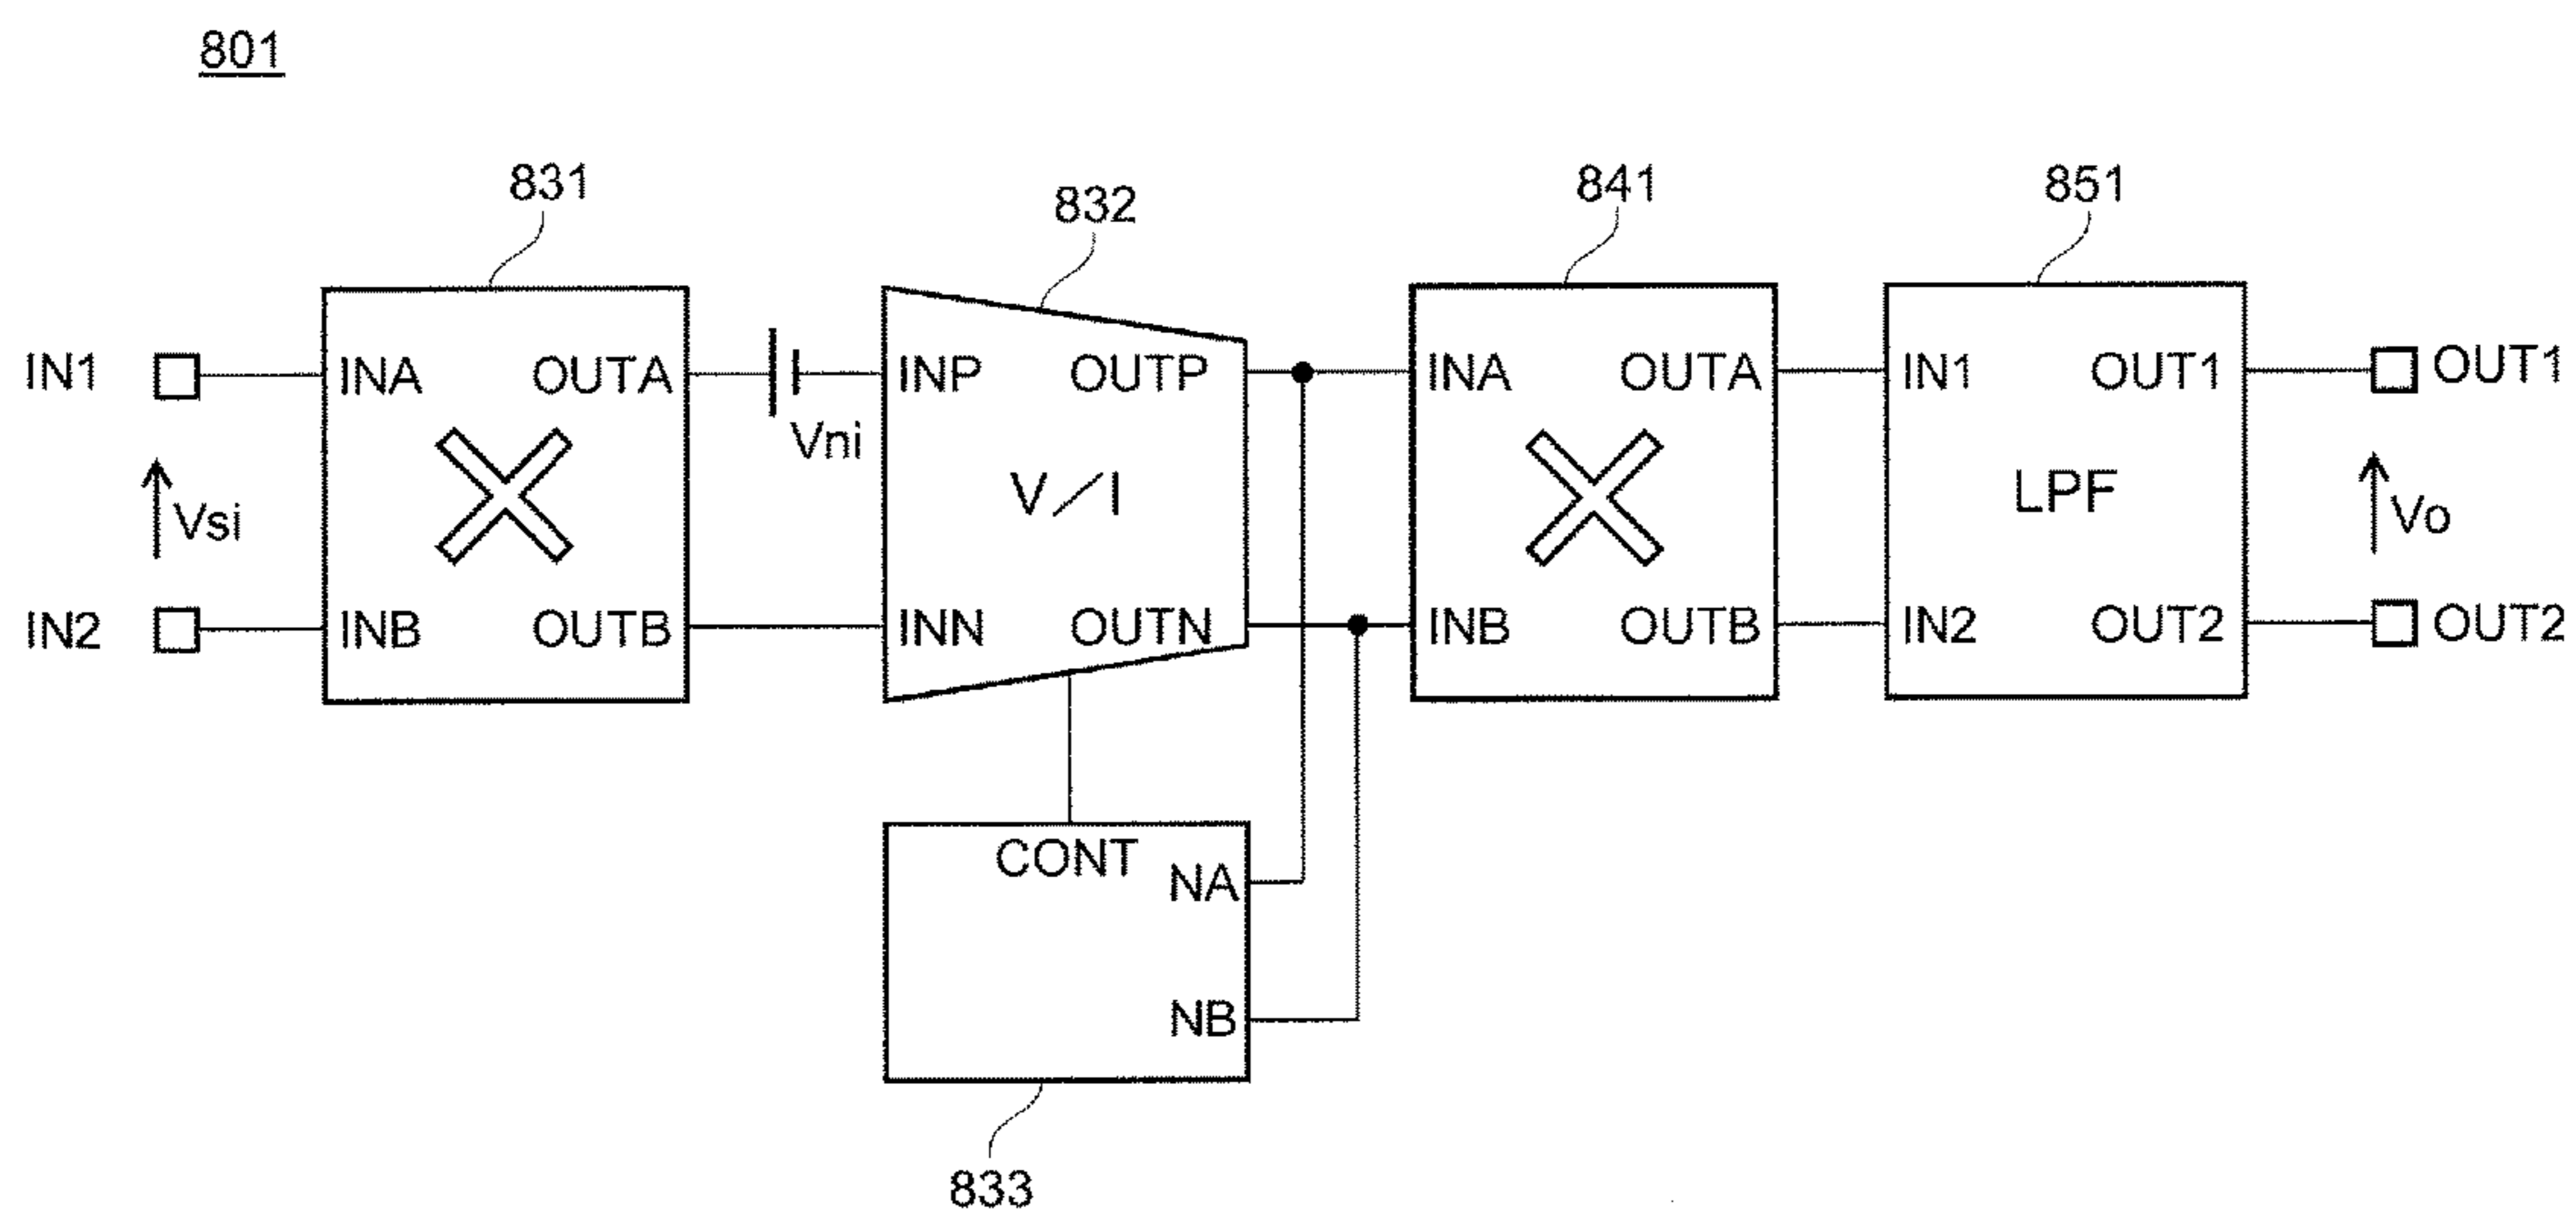 801
831
832
841
851
IN1 INA OUTA INP OUTP INA OUTA IN1 OUT1 OUT1
Vni
Vsi V/I LPF Vo
IN2 INB OUTB INN OUTN INB OUTB IN2 OUT2 OUT2
CONT
NA
NB
833